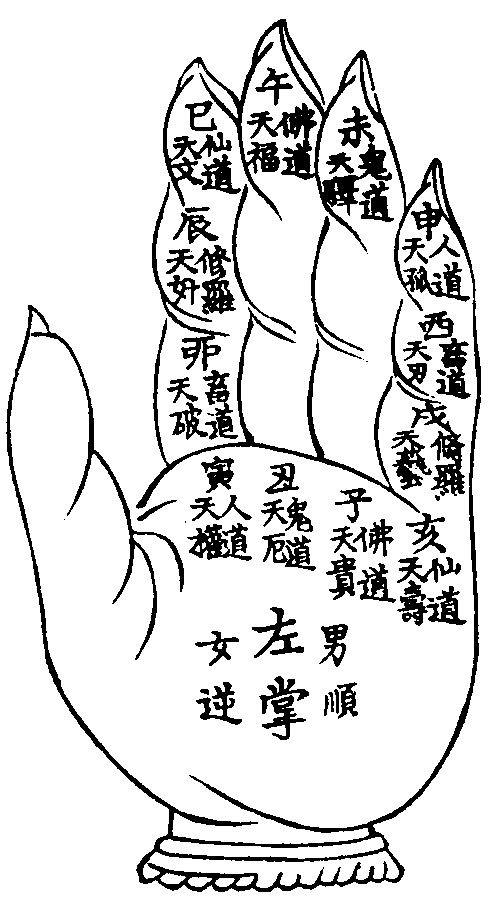 巳
仙道
天文
午
佛道
天福
未
鬼道
天驛
申
人道
天孤
辰
修羅
天奸
酉
畜道
天刃
卯
畜道
天破
戌
修羅
天藝
寅
人道
天權
丑
鬼道
天厄
子
佛道
天貴
亥
仙道
天壽
男順
左掌
女逆